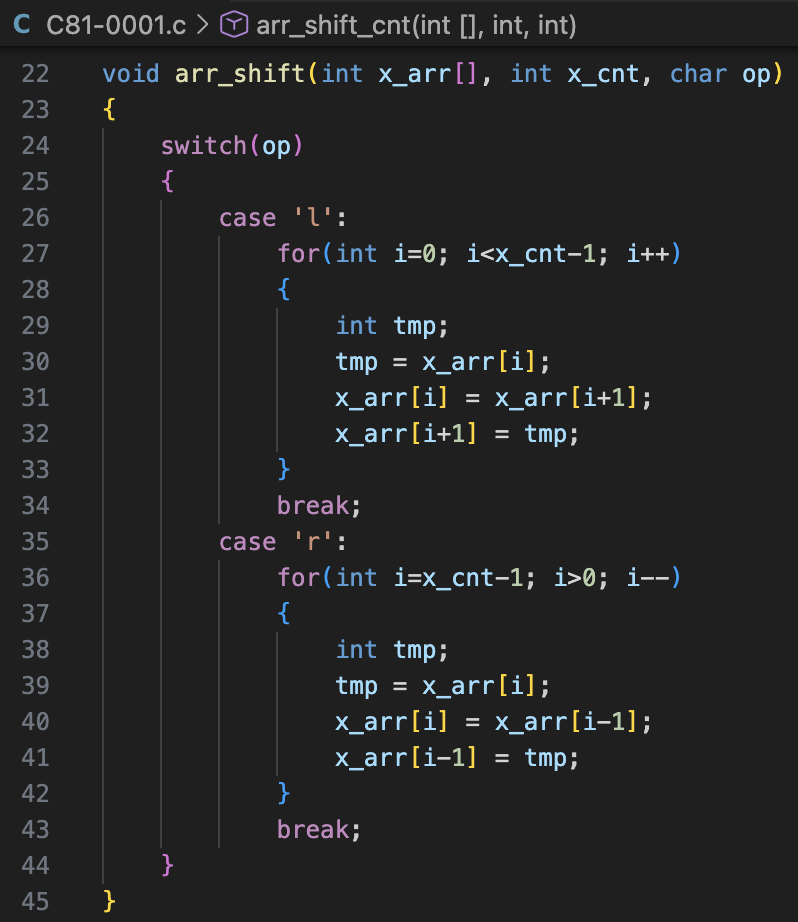 C C81-0001.c > arr_shift_cnt(int [], int, int)
22 void arr_shift(int x_arr[], int x_cnt, char op)
23 {
24     switch(op)
25     {
26         case 'l':
27             for(int i=0; i<x_cnt-1; i++)
28             {
29                 int tmp;
30                 tmp = x_arr[i];
31                 x_arr[i] = x_arr[i+1];
32                 x_arr[i+1] = tmp;
33             }
34             break;
35         case 'r':
36             for(int i=x_cnt-1; i>0; i--)
37             {
38                 int tmp;
39                 tmp = x_arr[i];
40                 x_arr[i] = x_arr[i-1];
41                 x_arr[i-1] = tmp;
42             }
43             break;
44     }
45 }